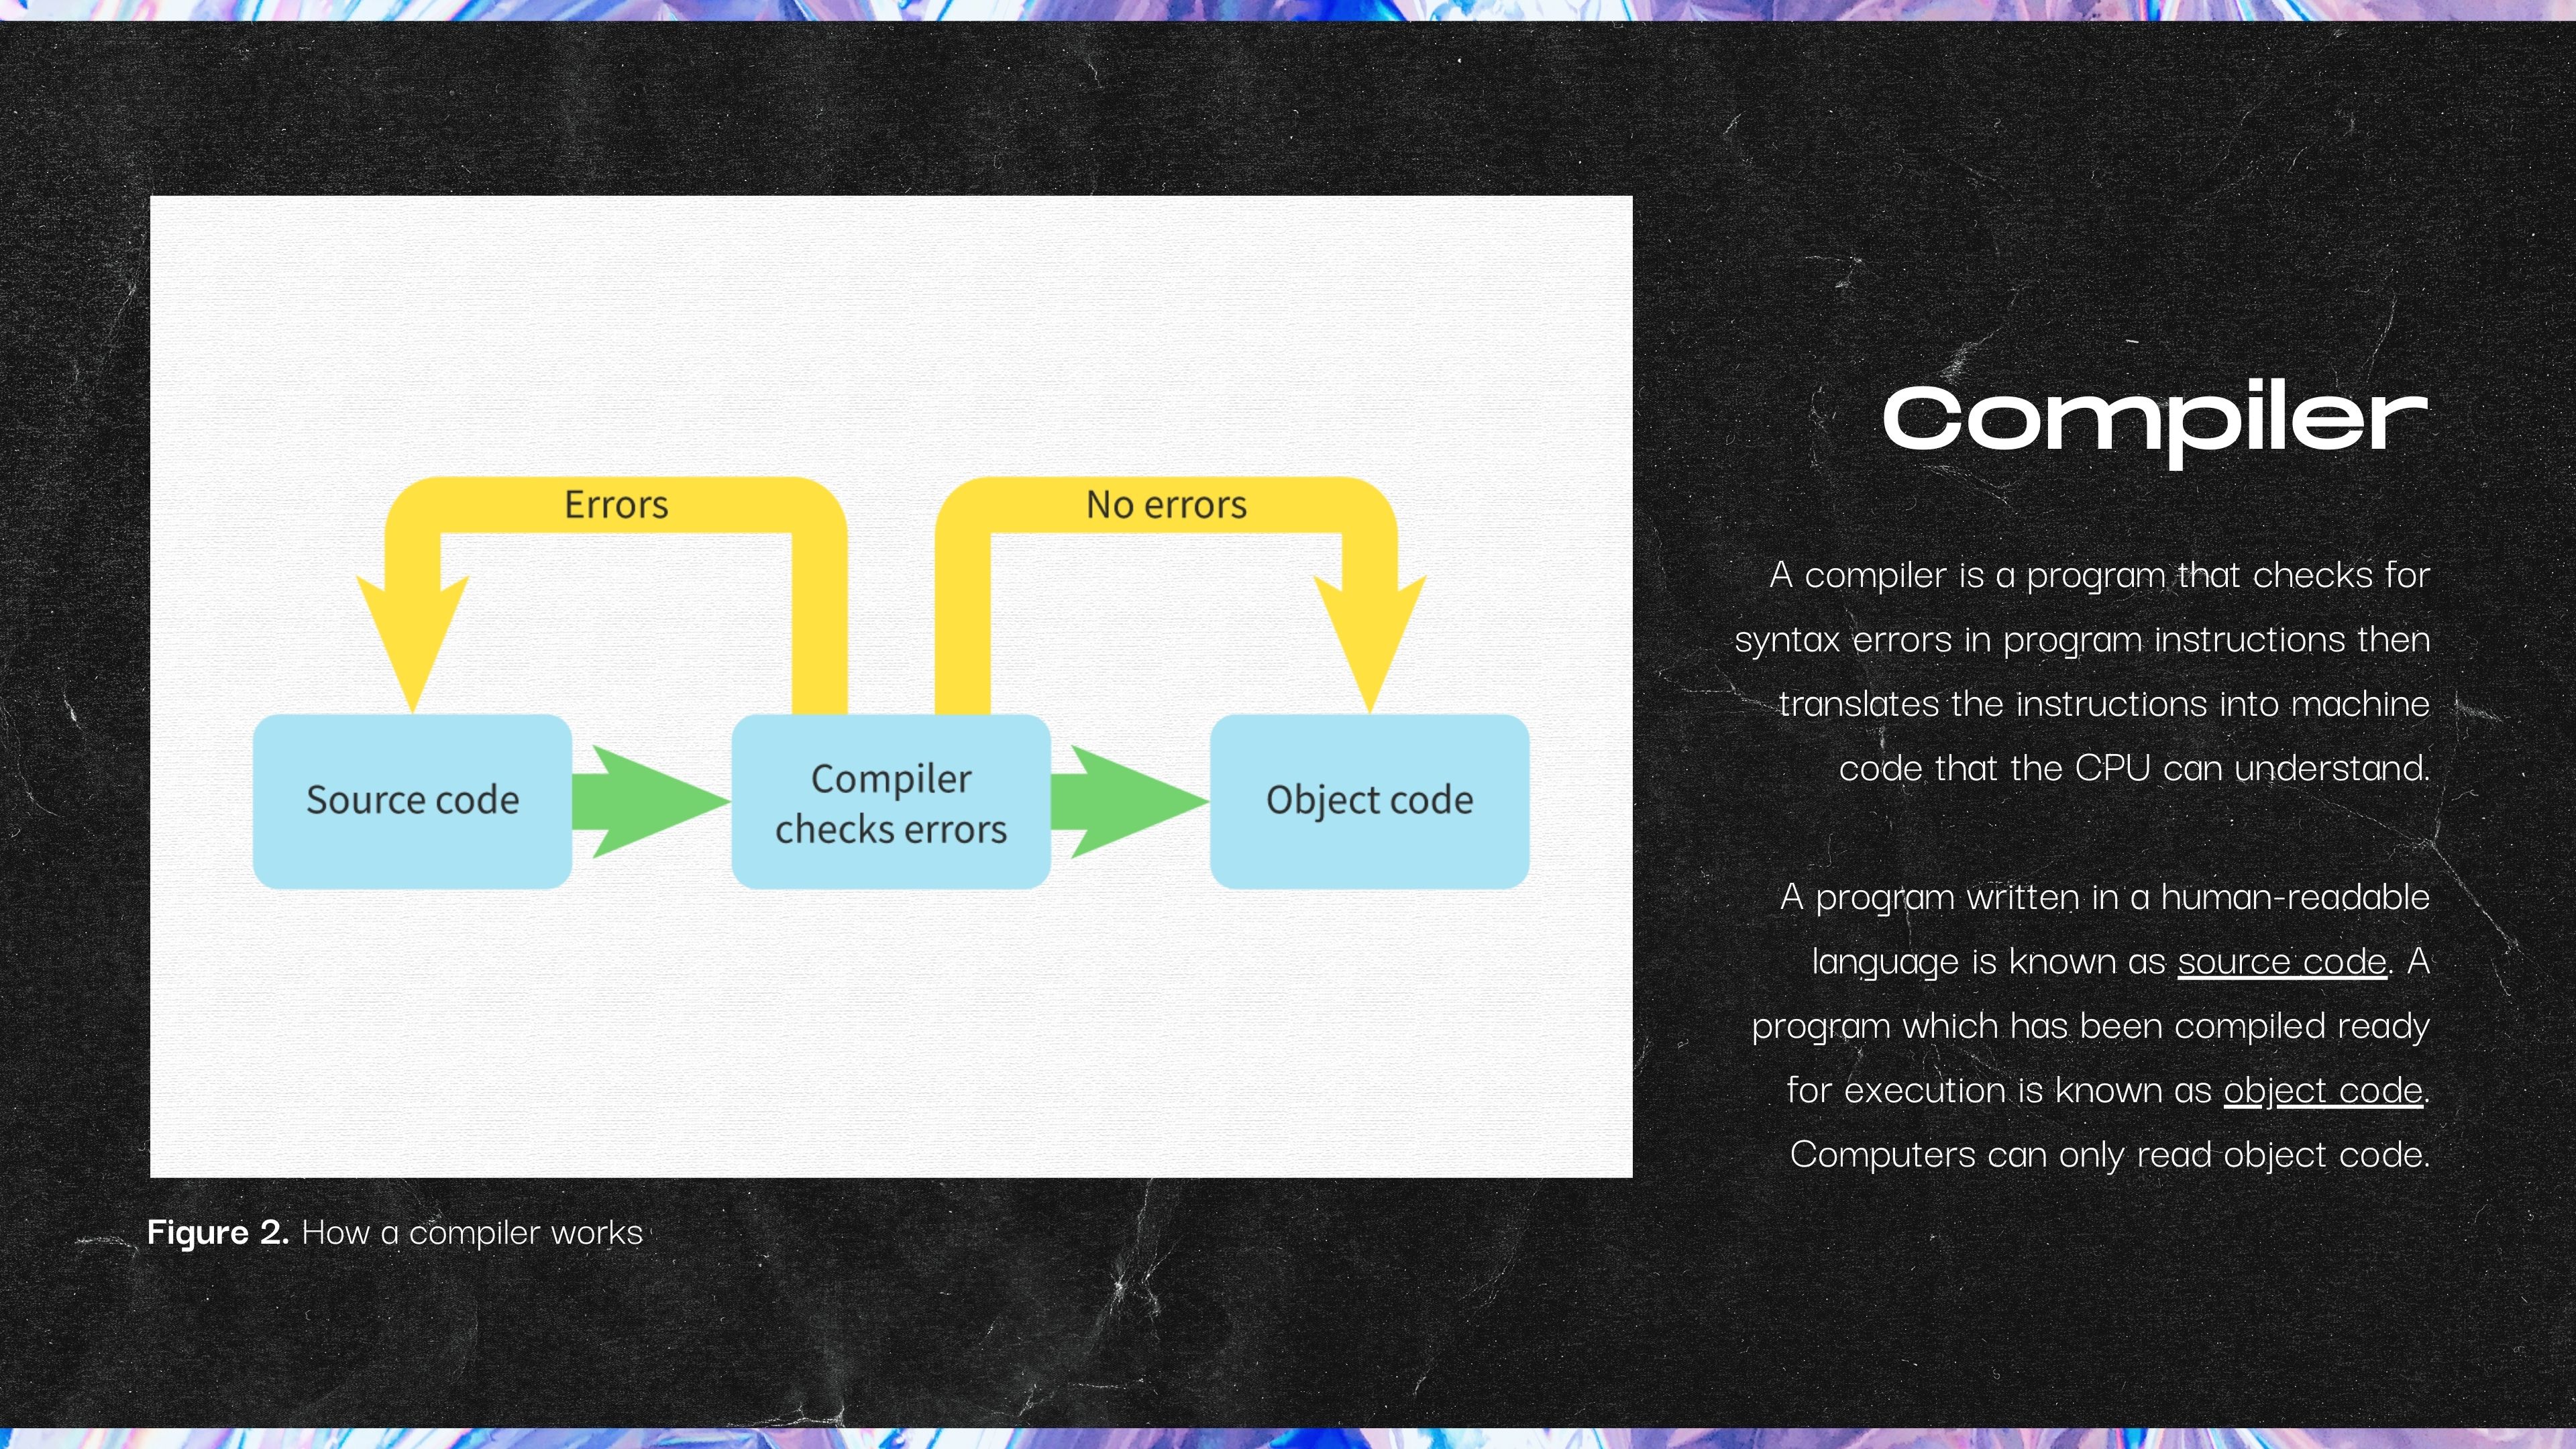 Errors
No errors
Source code
Compiler
checks errors
Object code
Figure 2. How a compiler works
Compiler
A compiler is a program that checks for
syntax errors in program instructions then
translates the instructions into machine
code that the CPU can understand.
A program written in a human-readable
language is known as source code. A
program which has been compiled ready
for execution is known as object code.
Computers can only read object code.